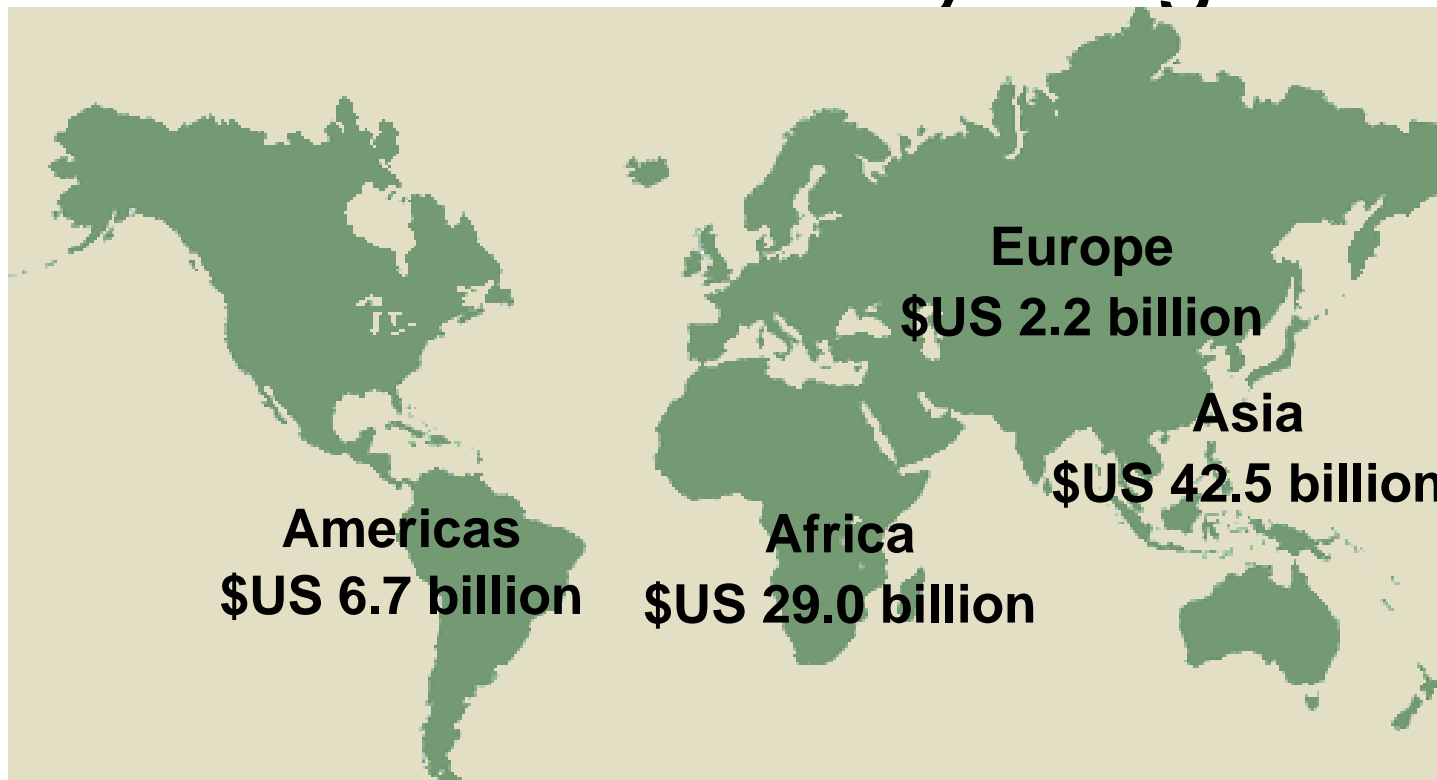 Europe
$US 2.2 billion
Asia
$US 42.5 billion
Americas
$US 6.7 billion
Africa
$US 29.0 billion